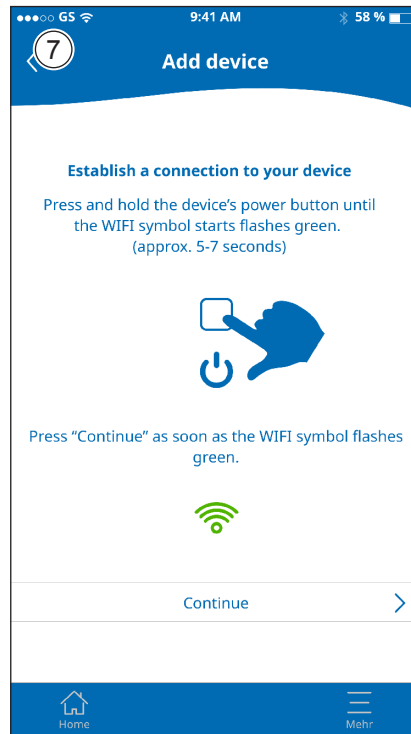 GS 9:41 AM 58 %
7
Add device
Establish a connection to your device
Press and hold the device's power button until
the WIFI symbol starts flashes green.
(approx. 5-7 seconds)
Press “Continue” as soon as the WIFI symbol flashes
green.
Continue
Home Mehr